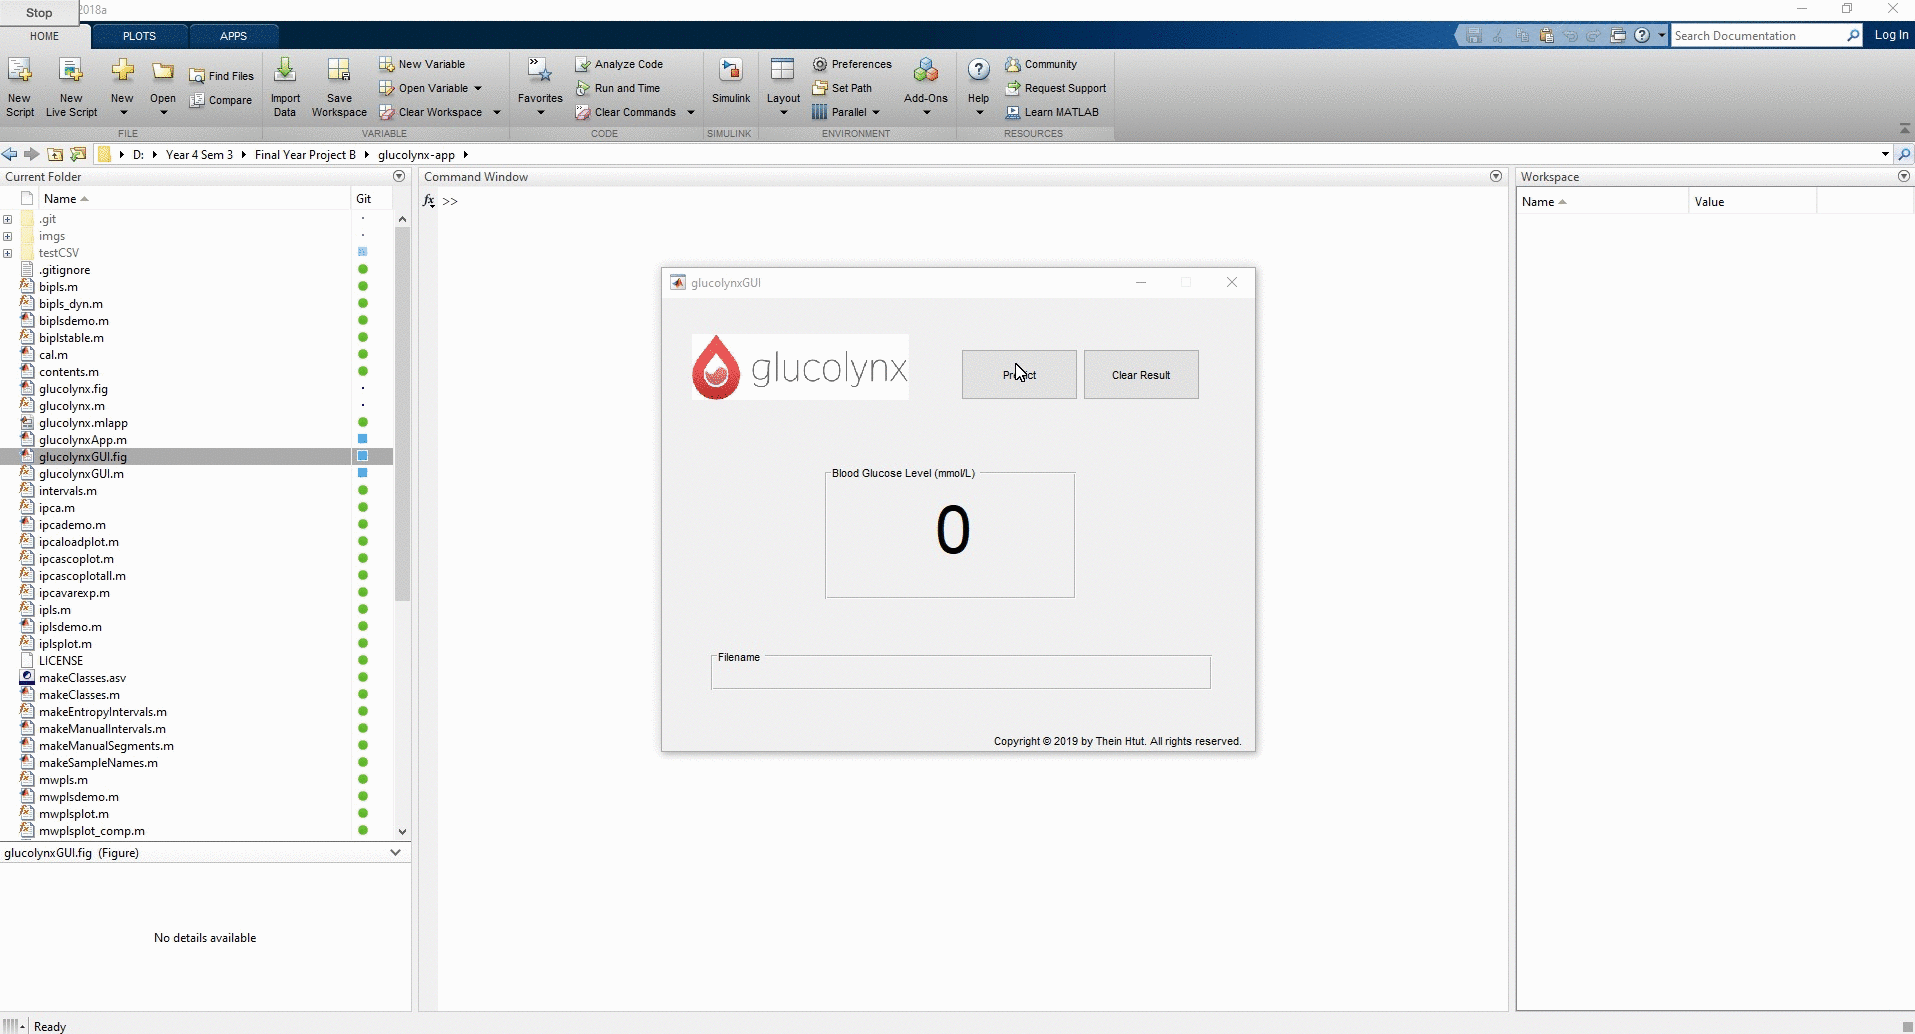 Stop
2018a
HOME PLOTS APPS
Search Documentation
Log In
New Script
New Live Script
New
Open
Find Files
Compare
Import Data
Save Workspace
New Variable
Open Variable
Clear Workspace
Favorites
Analyze Code
Run and Time
Clear Commands
Simulink
Layout
Preferences
Set Path
Parallel
Add-Ons
Help
Community
Request Support
Learn MATLAB
FILE VARIABLE CODE SIMULINK ENVIRONMENT RESOURCES
D: Year 4 Sem 3 Final Year Project B glucolynx-app
Current Folder
Name Git
.git
imgs
testCSV
.gitignore
bipls.m
bipls_dyn.m
biplsdemo.m
biplstable.m
cal.m
contents.m
glucolynx.fig
glucolynx.m
glucolynx.mlapp
glucolynxApp.m
glucolynxGUI.fig
glucolynxGUI.m
intervals.m
ipca.m
ipcademo.m
ipcaloadplot.m
ipcascoplot.m
ipcascoplotall.m
ipcavarexp.m
ipls.m
iplsdemo.m
iplsplot.m
LICENSE
makeClasses.asv
makeClasses.m
makeEntropyIntervals.m
makeManualIntervals.m
makeManualSegments.m
makeSampleNames.m
mwpls.m
mwplsdemo.m
mwplsplot.m
mwplsplot_comp.m
glucolynxGUI.fig (Figure)
No details available
Ready
Command Window
fx >>
glucolynxGUI
glucolynx
Clear Result
Blood Glucose Level (mmol/L)
0
Filename
Copyright © 2019 by Thein Htut. All rights reserved.
Workspace
Name Value